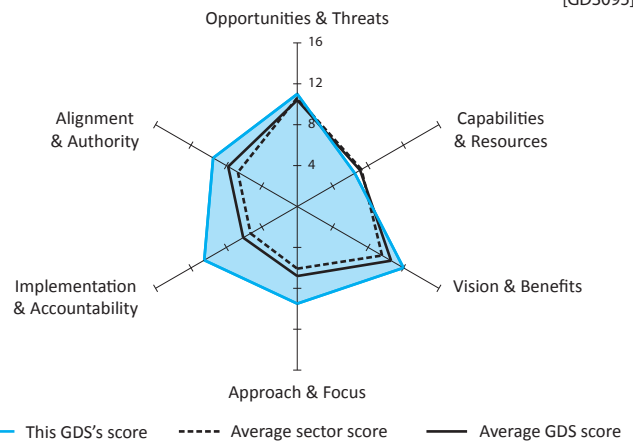 [GDS095]
Opportunities & Threats
16
12
8
4
Alignment
& Authority
Capabilities
& Resources
Implementation
& Accountability
Vision & Benefits
Approach & Focus
This GDS's score
Average sector score
Average GDS score